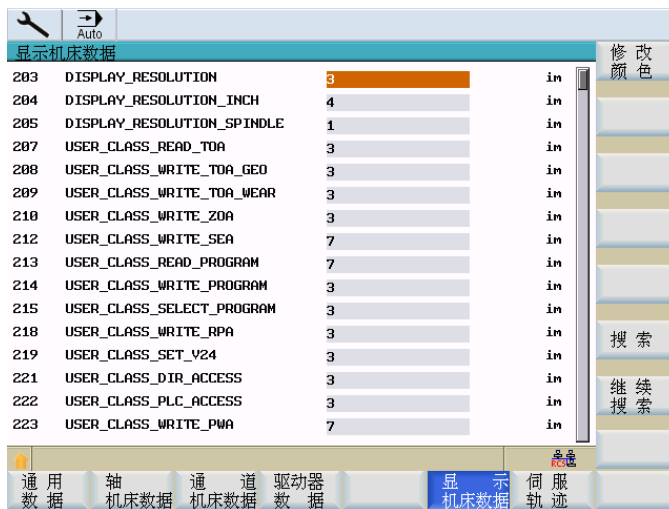 Auto
显示机床数据
修 改
颜 色
203 DISPLAY_RESOLUTION 3 im
204 DISPLAY_RESOLUTION_INCH 4 im
205 DISPLAY_RESOLUTION_SPINDLE 1 im
207 USER_CLASS_READ_TOA 3 im
208 USER_CLASS_WRITE_TOA_GEO 3 im
209 USER_CLASS_WRITE_TOA_WEAR 3 im
210 USER_CLASS_WRITE_ZOA 3 im
212 USER_CLASS_WRITE_SEA 7 im
213 USER_CLASS_READ_PROGRAM 7 im
214 USER_CLASS_WRITE_PROGRAM 3 im
215 USER_CLASS_SELECT_PROGRAM 3 im
218 USER_CLASS_WRITE_RPA 3 im
219 USER_CLASS_SET_V24 3 im
221 USER_CLASS_DIR_ACCESS 3 im
222 USER_CLASS_PLC_ACCESS 3 im
223 USER_CLASS_WRITE_PWA 7 im
搜 索
继 续
搜 索
RCS
通 用
数 据
轴
机床数据
通 道
机床数据
驱动器
数 据
显 示
机床数据
伺 服
轨 迹